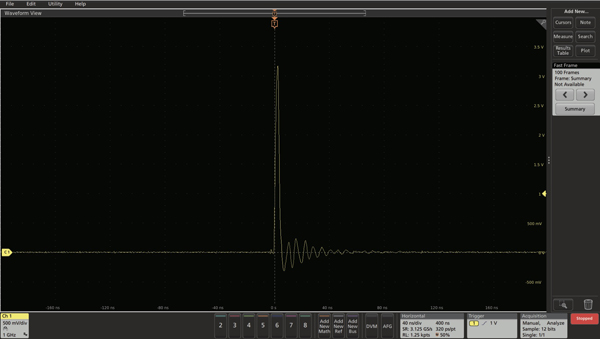 File Edit Utility Help
Waveform View
Add New...
Cursors Note
Measure Search
Results Table Plot
Fast Frame
100 Frames
Frame: Summary
Not Available
Summary
3.5 V
3 V
2.5 V
2 V
1.5 V
1
500 mV
0 V
-500 mV
C1
-160 ns -120 ns -80 ns -40 ns 0 s 40 ns 80 ns 120 ns 160 ns
Ch 1
500 mV/div
1 GHz
2 3 4 5 6 7 8
Add New Math
Add New Ref
Add New Bus
DVM AFG
Horizontal
40 ns/div 400 ns
SR: 3.125 GS/s 320 ps/pt
RL: 1.25 kpts 50%
Trigger
1 1 V
Acquisition
Manual, Analyze
Sample: 12 bits
Single: 1/1
Stopped